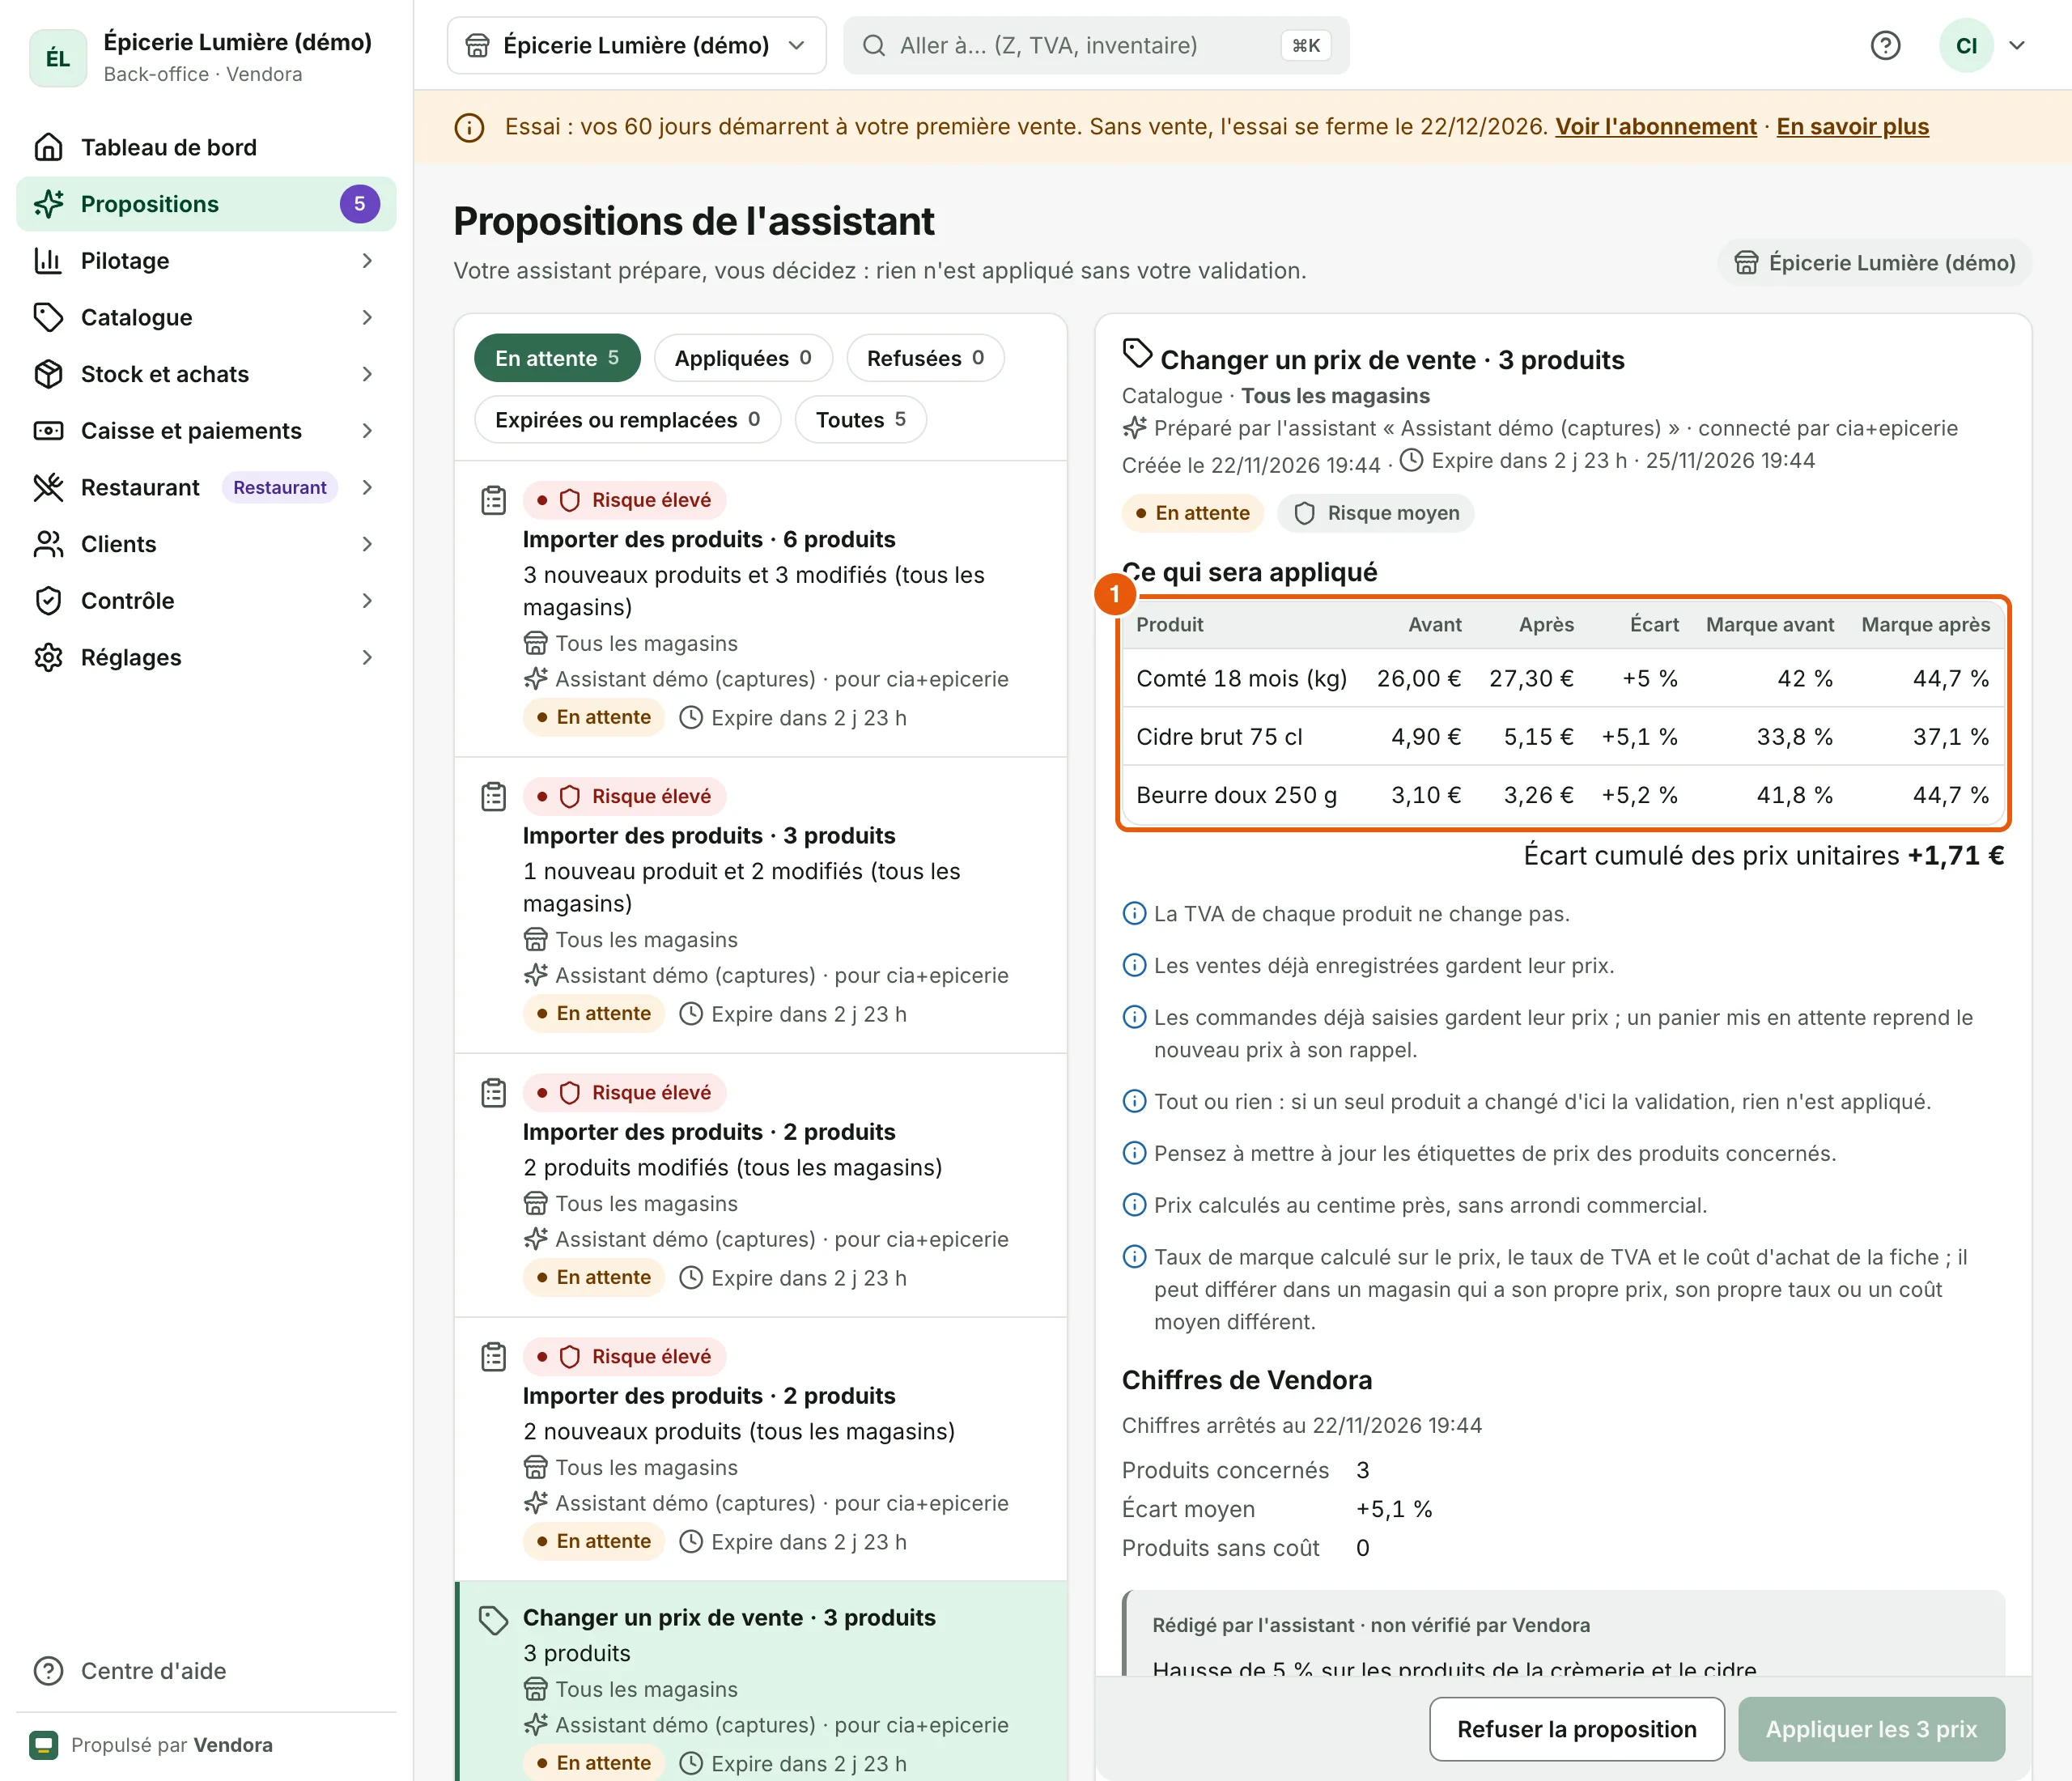 ÉL
Épicerie Lumière (démo)
Back-office · Vendora
Tableau de bord
Propositions 5
Pilotage
Catalogue
Stock et achats
Caisse et paiements
Restaurant Restaurant
Clients
Contrôle
Réglages
Centre d'aide
Propulsé par Vendora
Épicerie Lumière (démo)
Aller à... (Z, TVA, inventaire) ⌘K
CI
Essai : vos 60 jours démarrent à votre première vente. Sans vente, l'essai se ferme le 22/12/2026. Voir l'abonnement · En savoir plus
Propositions de l'assistant
Votre assistant prépare, vous décidez : rien n'est appliqué sans votre validation.
Épicerie Lumière (démo)
En attente 5 Appliquées 0 Refusées 0
Expirées ou remplacées 0 Toutes 5
Risque élevé
Importer des produits · 6 produits
3 nouveaux produits et 3 modifiés (tous les
magasins)
Tous les magasins
Assistant démo (captures) · pour cia+epicerie
En attente Expire dans 2 j 23 h
Risque élevé
Importer des produits · 3 produits
1 nouveau produit et 2 modifiés (tous les
magasins)
Tous les magasins
Assistant démo (captures) · pour cia+epicerie
En attente Expire dans 2 j 23 h
Risque élevé
Importer des produits · 2 produits
2 produits modifiés (tous les magasins)
Tous les magasins
Assistant démo (captures) · pour cia+epicerie
En attente Expire dans 2 j 23 h
Risque élevé
Importer des produits · 2 produits
2 nouveaux produits (tous les magasins)
Tous les magasins
Assistant démo (captures) · pour cia+epicerie
En attente Expire dans 2 j 23 h
Changer un prix de vente · 3 produits
3 produits
Tous les magasins
Assistant démo (captures) · pour cia+epicerie
En attente Expire dans 2 j 23 h
Changer un prix de vente · 3 produits
Catalogue · Tous les magasins
Préparé par l'assistant « Assistant démo (captures) » · connecté par cia+epicerie
Créée le 22/11/2026 19:44 · Expire dans 2 j 23 h · 25/11/2026 19:44
En attente Risque moyen
Ce qui sera appliqué
1
Produit Avant Après Écart Marque avant Marque après
Comté 18 mois (kg) 26,00 € 27,30 € +5 % 42 % 44,7 %
Cidre brut 75 cl 4,90 € 5,15 € +5,1 % 33,8 % 37,1 %
Beurre doux 250 g 3,10 € 3,26 € +5,2 % 41,8 % 44,7 %
Écart cumulé des prix unitaires +1,71 €
La TVA de chaque produit ne change pas.
Les ventes déjà enregistrées gardent leur prix.
Les commandes déjà saisies gardent leur prix ; un panier mis en attente reprend le
nouveau prix à son rappel.
Tout ou rien : si un seul produit a changé d'ici la validation, rien n'est appliqué.
Pensez à mettre à jour les étiquettes de prix des produits concernés.
Prix calculés au centime près, sans arrondi commercial.
Taux de marque calculé sur le prix, le taux de TVA et le coût d'achat de la fiche ; il
peut différer dans un magasin qui a son propre prix, son propre taux ou un coût
moyen différent.
Chiffres de Vendora
Chiffres arrêtés au 22/11/2026 19:44
Produits concernés 3
Écart moyen +5,1 %
Produits sans coût 0
Rédigé par l'assistant · non vérifié par Vendora
Hausse de 5 % sur les produits de la crèmerie et le cidre
Refuser la proposition Appliquer les 3 prix